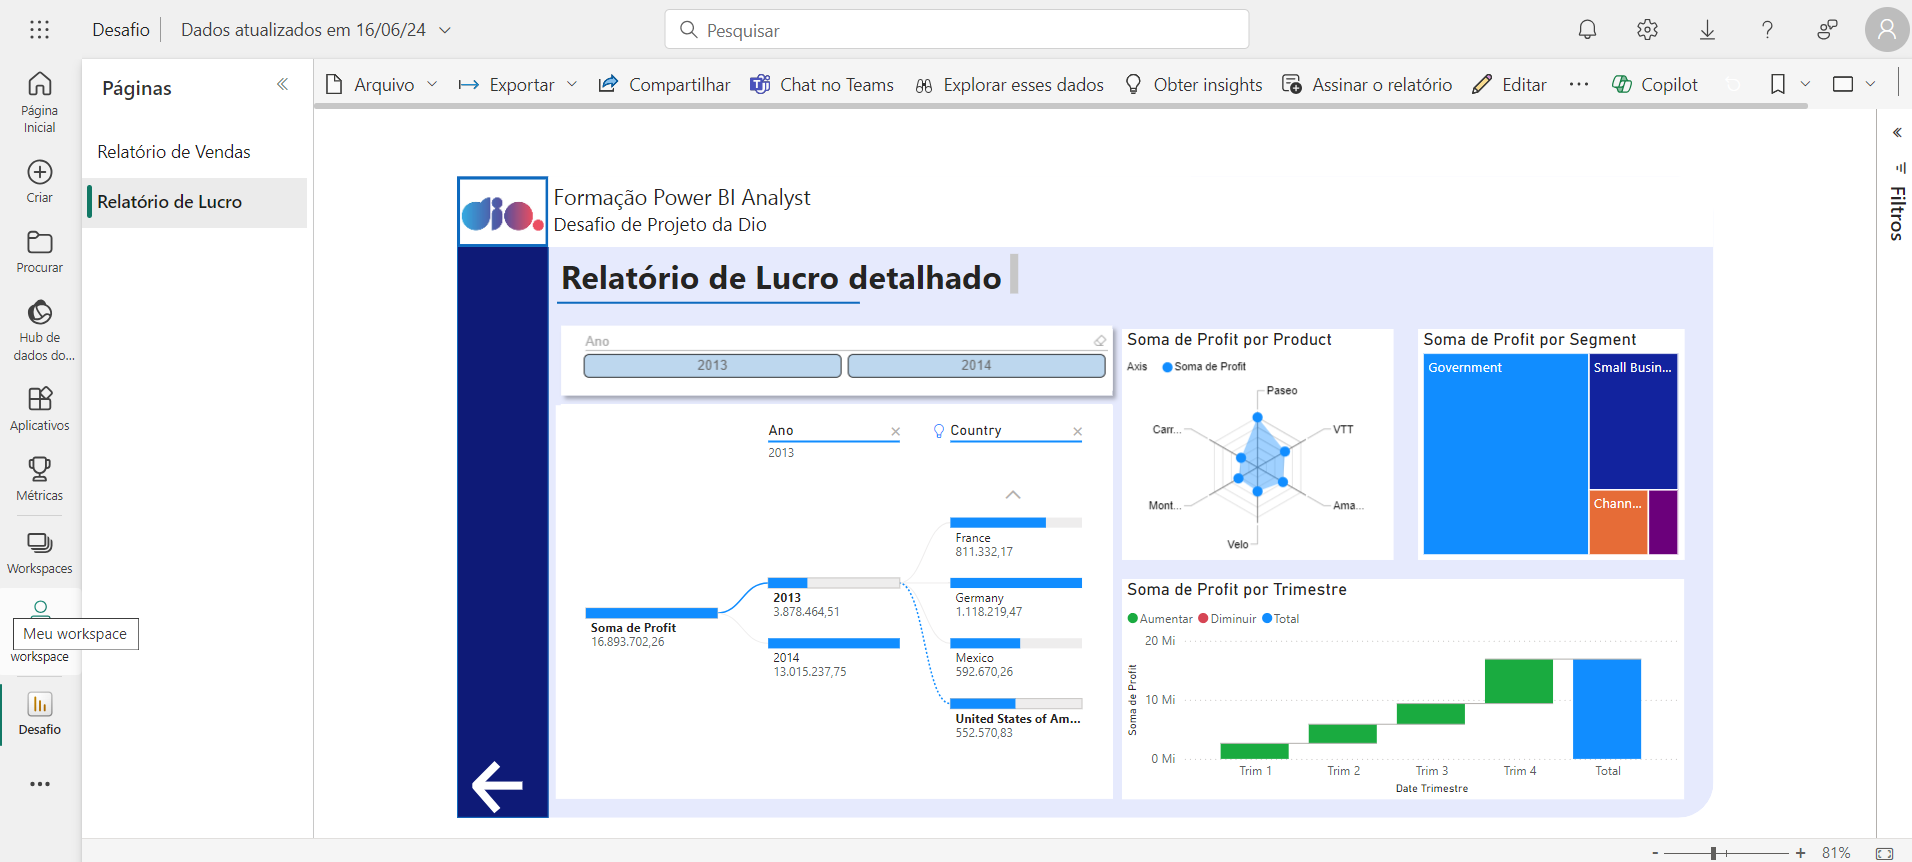 Desafio
Dados atualizados em 16/06/24
Pesquisar
Página
Inicial
Criar
Procurar
Hub de
dados do...
Aplicativos
Métricas
Workspaces
Meu workspace
workspace
Desafio
Páginas
Relatório de Vendas
Relatório de Lucro
Arquivo
Exportar
Compartilhar
Chat no Teams
Explorar esses dados
Obter insights
Assinar o relatório
Editar
Copilot
Filtros
dio.
Formação Power BI Analyst
Desafio de Projeto da Dio
Relatório de Lucro detalhado
Ano
2013
2014
Ano
2013
Country
Soma de Profit
16.893.702,26
2013
3.878.464,51
2014
13.015.237,75
France
811.332,17
Germany
1.118.219,47
Mexico
592.670,26
United States of Am...
552.570,83
Soma de Profit por Product
Axis
Soma de Profit
Paseo
VTT
Ama...
Velo
Mont...
Carr...
Soma de Profit por Segment
Government
Small Busin...
Chann...
Soma de Profit por Trimestre
Aumentar
Diminuir
Total
Soma de Profit
20 Mi
10 Mi
0 Mi
Trim 1
Trim 2
Trim 3
Trim 4
Total
Date Trimestre
81%